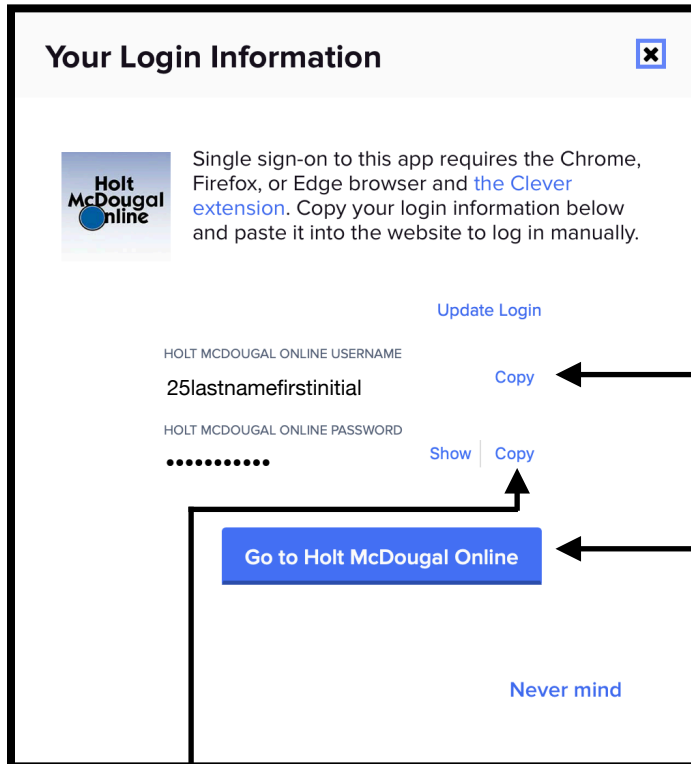 Your Login Information
Holt
McDougal
Online
Single sign-on to this app requires the Chrome,
Firefox, or Edge browser and the Clever
extension. Copy your login information below
and paste it into the website to log in manually.
Update Login
HOLT MCDOUGAL ONLINE USERNAME
25lastnamefirstinitial
Copy
HOLT MCDOUGAL ONLINE PASSWORD
•••••••••••
Show
Copy
Go to Holt McDougal Online
Never mind